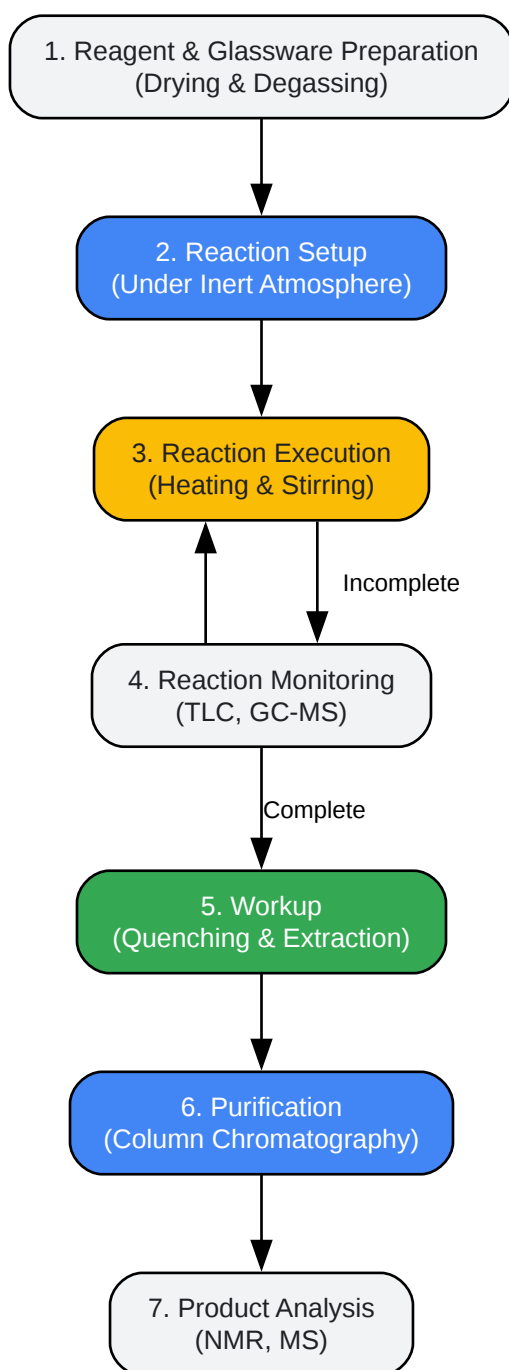 1. Reagent & Glassware Preparation
(Drying & Degassing)
2. Reaction Setup
(Under Inert Atmosphere)
3. Reaction Execution
(Heating & Stirring)
Incomplete
4. Reaction Monitoring
(TLC, GC-MS)
Complete
5. Workup
(Quenching & Extraction)
6. Purification
(Column Chromatography)
7. Product Analysis
(NMR, MS)